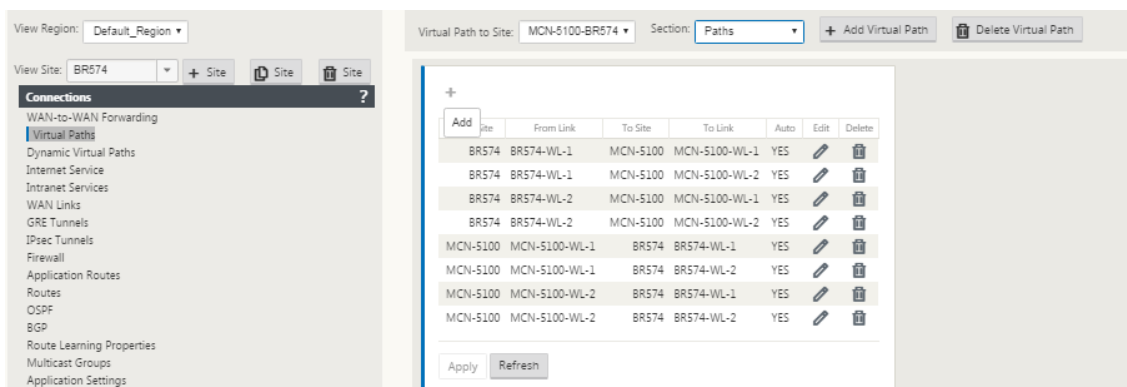 View Region: Default_Region
View Site: BR574 + Site Site Site
Connections ?
WAN-to-WAN Forwarding
Virtual Paths
Dynamic Virtual Paths
Internet Service
Intranet Services
WAN Links
GRE Tunnels
IPsec Tunnels
Firewall
Application Routes
Routes
OSPF
BGP
Route Learning Properties
Multicast Groups
Application Settings
Virtual Path to Site: MCN-5100-BR574 Section: Paths + Add Virtual Path Delete Virtual Path
+
Add
Site From Link To Site To Link Auto Edit Delete
BR574 BR574-WL-1 MCN-5100 MCN-5100-WL-1 YES
BR574 BR574-WL-1 MCN-5100 MCN-5100-WL-2 YES
BR574 BR574-WL-2 MCN-5100 MCN-5100-WL-1 YES
BR574 BR574-WL-2 MCN-5100 MCN-5100-WL-2 YES
MCN-5100 MCN-5100-WL-1 BR574 BR574-WL-1 YES
MCN-5100 MCN-5100-WL-1 BR574 BR574-WL-2 YES
MCN-5100 MCN-5100-WL-2 BR574 BR574-WL-1 YES
MCN-5100 MCN-5100-WL-2 BR574 BR574-WL-2 YES
Apply Refresh